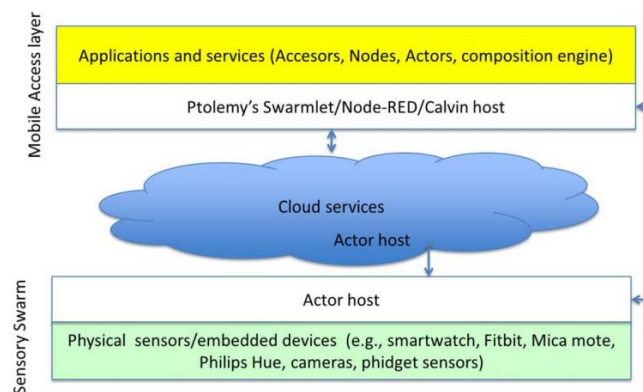 Mobile Access layer
Applications and services (Accesors, Nodes, Actors, composition engine)
Ptolemy's Swarmlet/Node-RED/Calvin host
Cloud services
Actor host
Sensory Swarm
Actor host
Physical sensors/embedded devices (e.g., smartwatch, Fitbit, Mica mote,
Philips Hue, cameras, phidget sensors)